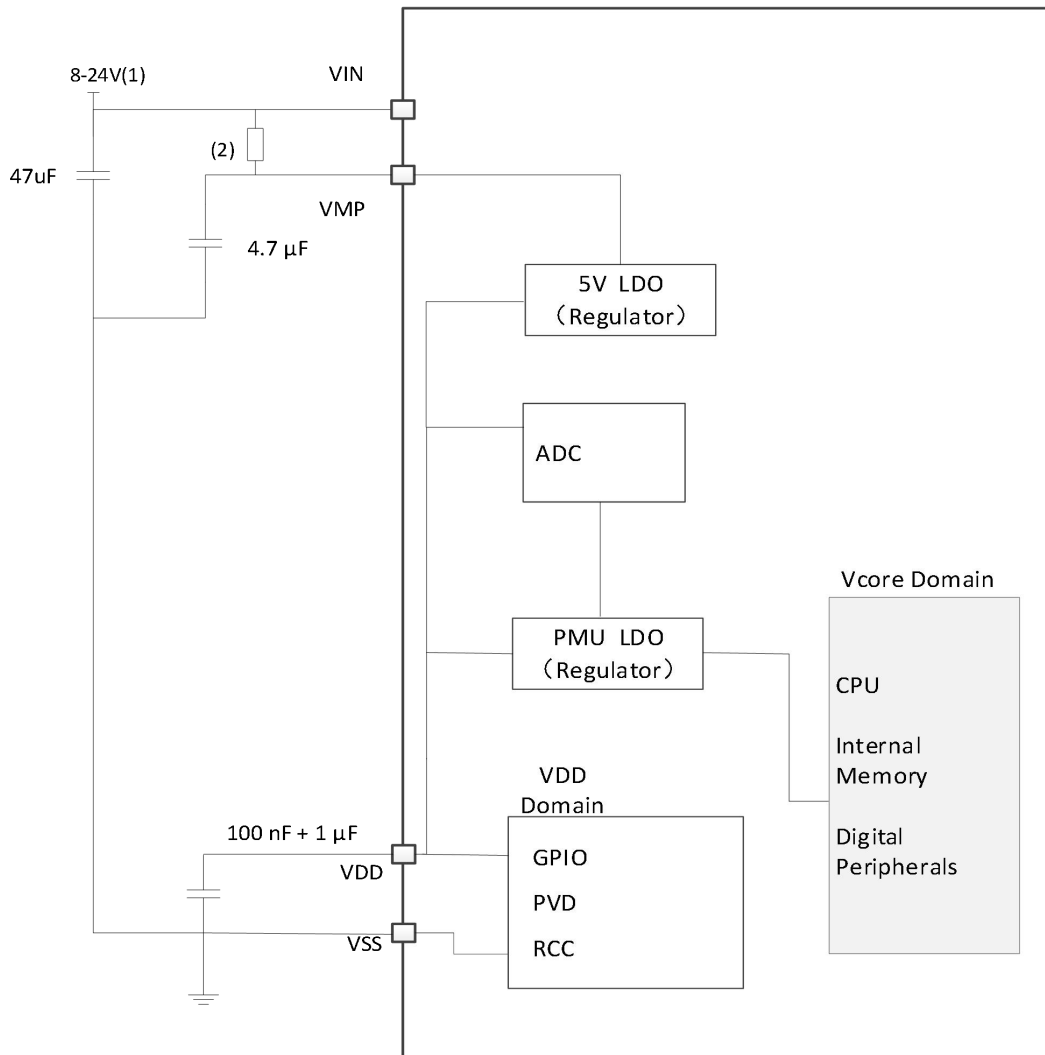 8-24V(1)
VIN
(2)
47uF
VMP
4.7 μF
5V LDO
（Regulator）
ADC
Vcore Domain
PMU LDO
（Regulator）
CPU
Internal
Memory
Digital
Peripherals
VDD
Domain
100 nF + 1 μF
VDD
GPIO
PVD
RCC
VSS